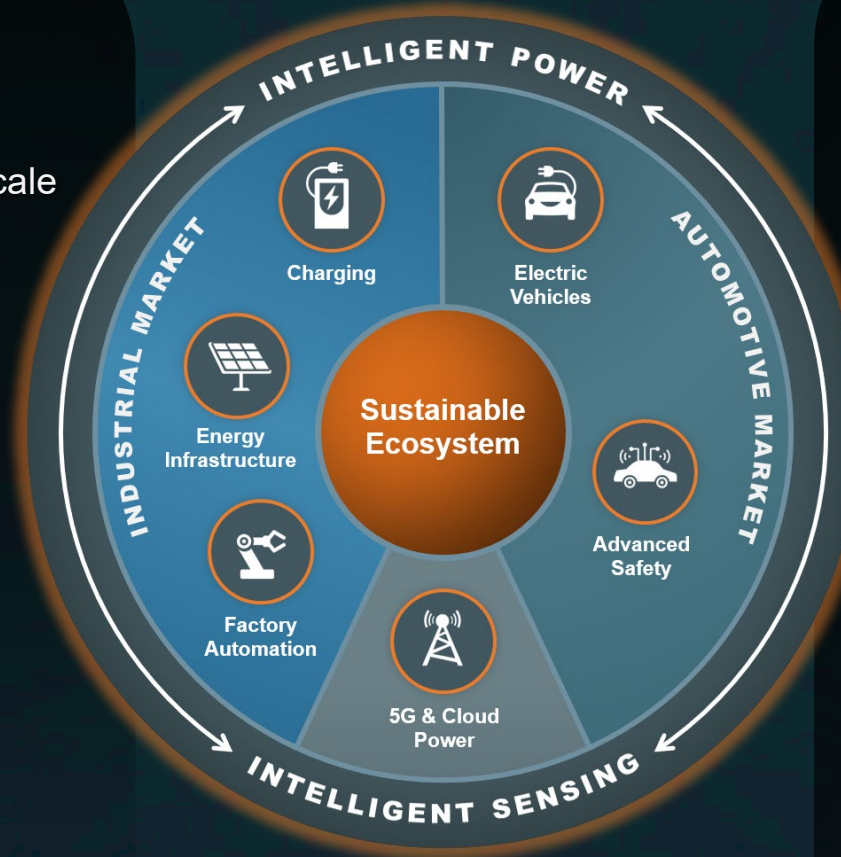 INTELLIGENT POWER
cale
Charging
Electric
Vehicles
INDUSTRIAL MARKET
AUTOMOTIVE MARKET
Sustainable
Ecosystem
Energy
Infrastructure
Advanced
Safety
Factory
Automation
5G & Cloud
Power
INTELLIGENT SENSING